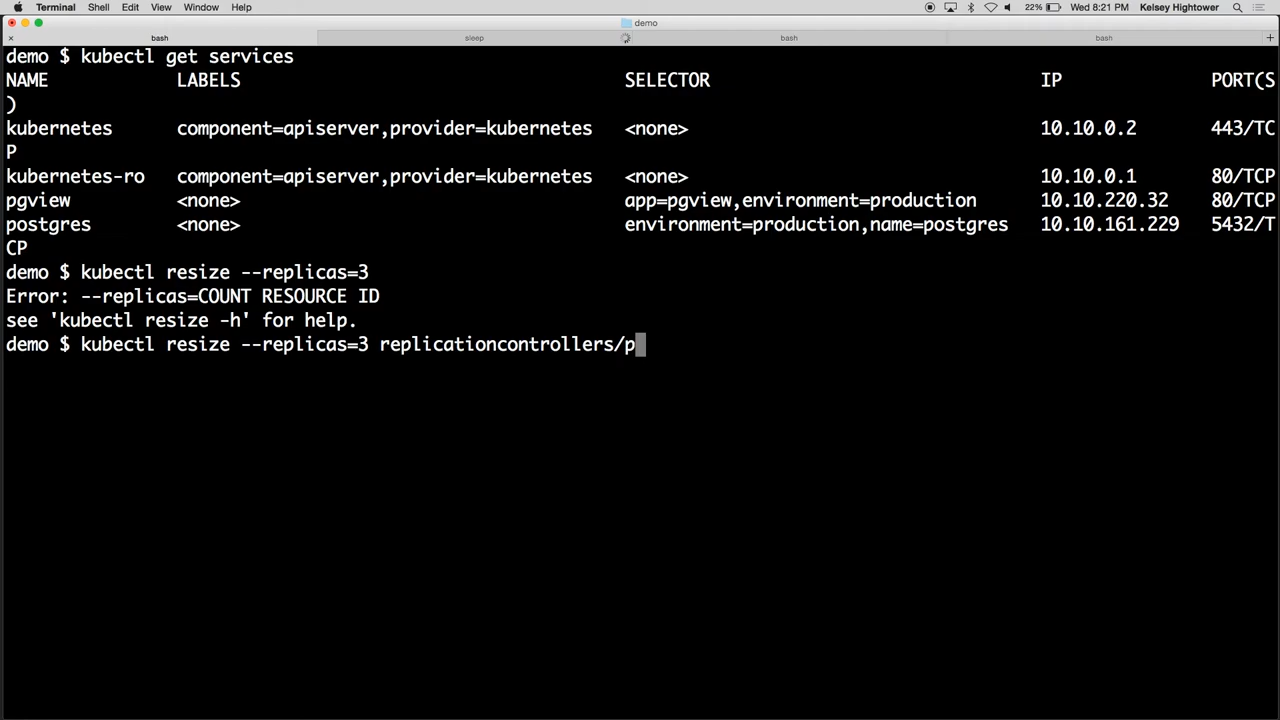 Terminal Shell Edit View Window Help 22% Wed 8:21 PM Kelsey Hightower
demo
bash sleep bash bash
demo $ kubectl get services
NAME LABELS SELECTOR IP PORT(S
)
kubernetes component=apiserver,provider=kubernetes <none> 10.10.0.2 443/TC
P
kubernetes-ro component=apiserver,provider=kubernetes <none> 10.10.0.1 80/TCP
pgview <none> app=pgview,environment=production 10.10.220.32 80/TCP
postgres <none> environment=production,name=postgres 10.10.161.229 5432/T
CP
demo $ kubectl resize --replicas=3
Error: --replicas=COUNT RESOURCE ID
see 'kubectl resize -h' for help.
demo $ kubectl resize --replicas=3 replicationcontrollers/p